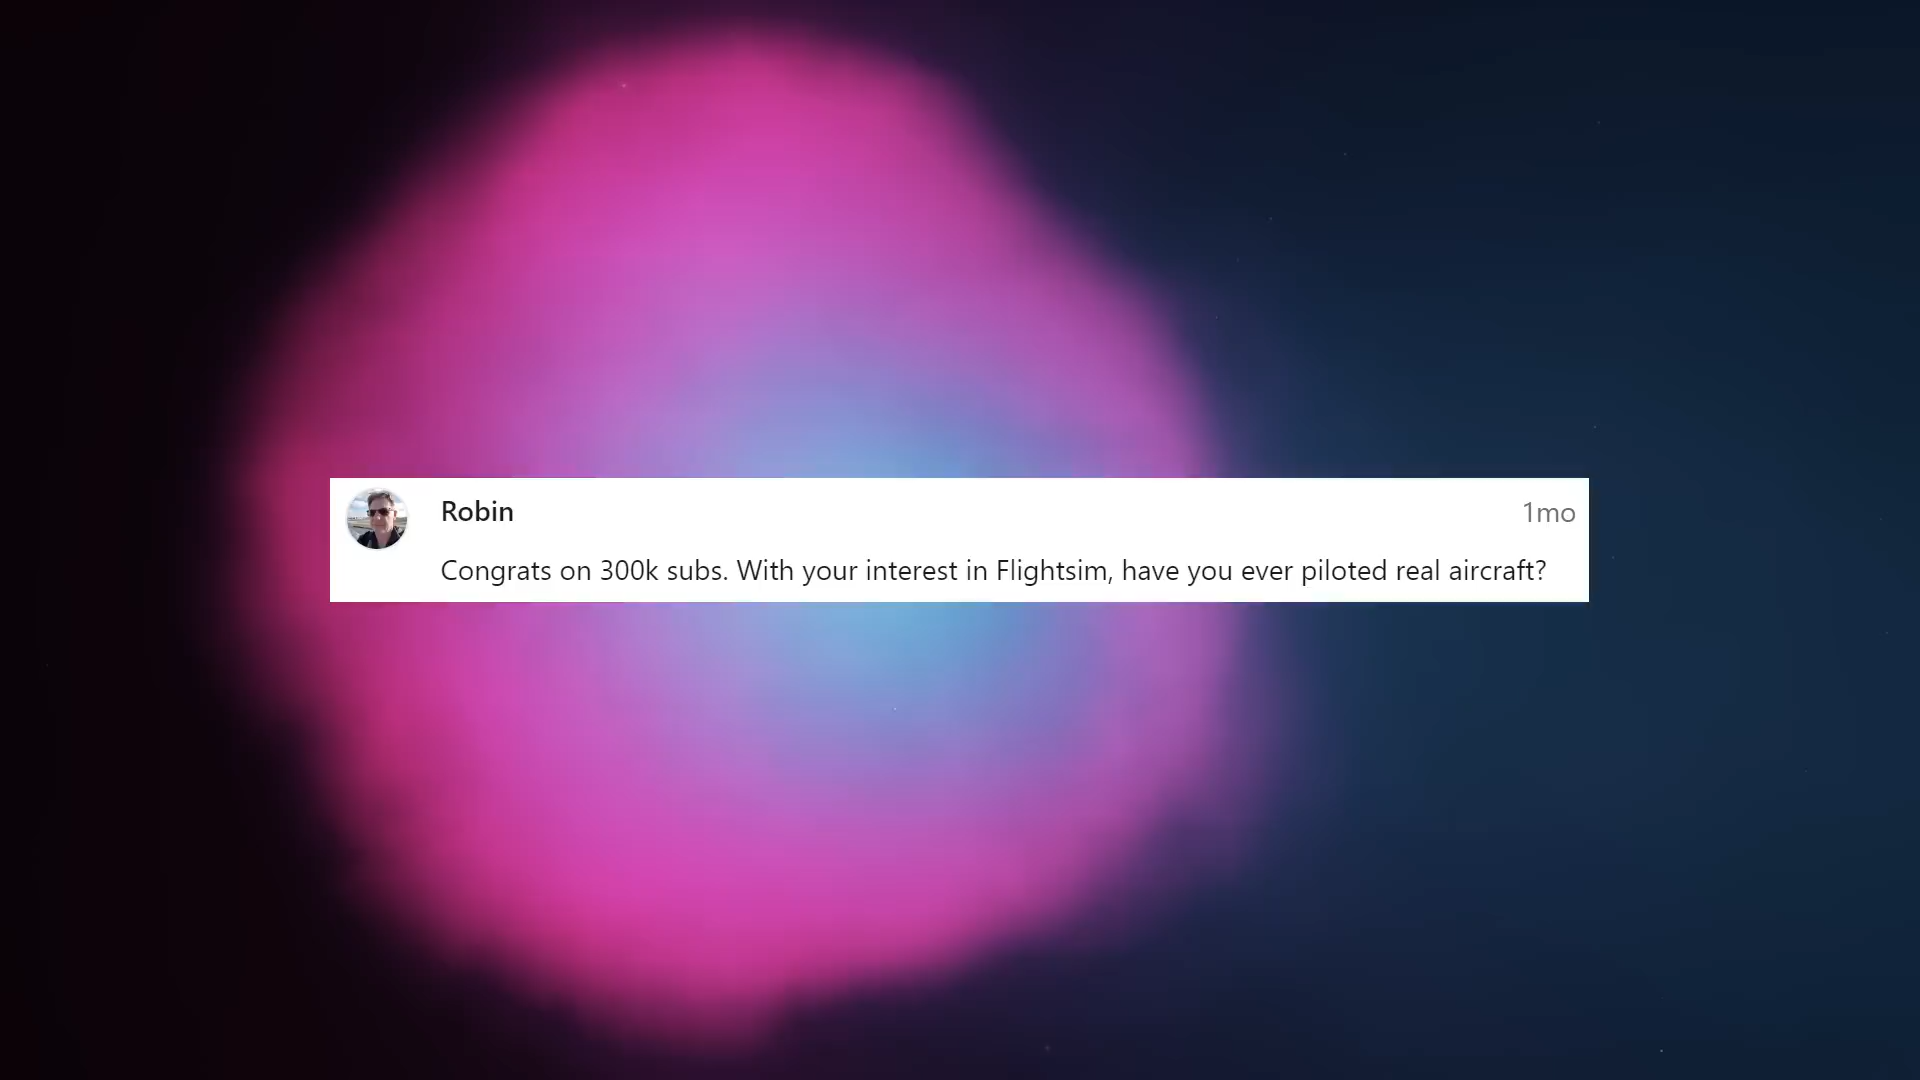 Robin
1mo
Congrats on 300k subs. With your interest in Flightsim, have you ever piloted real aircraft?